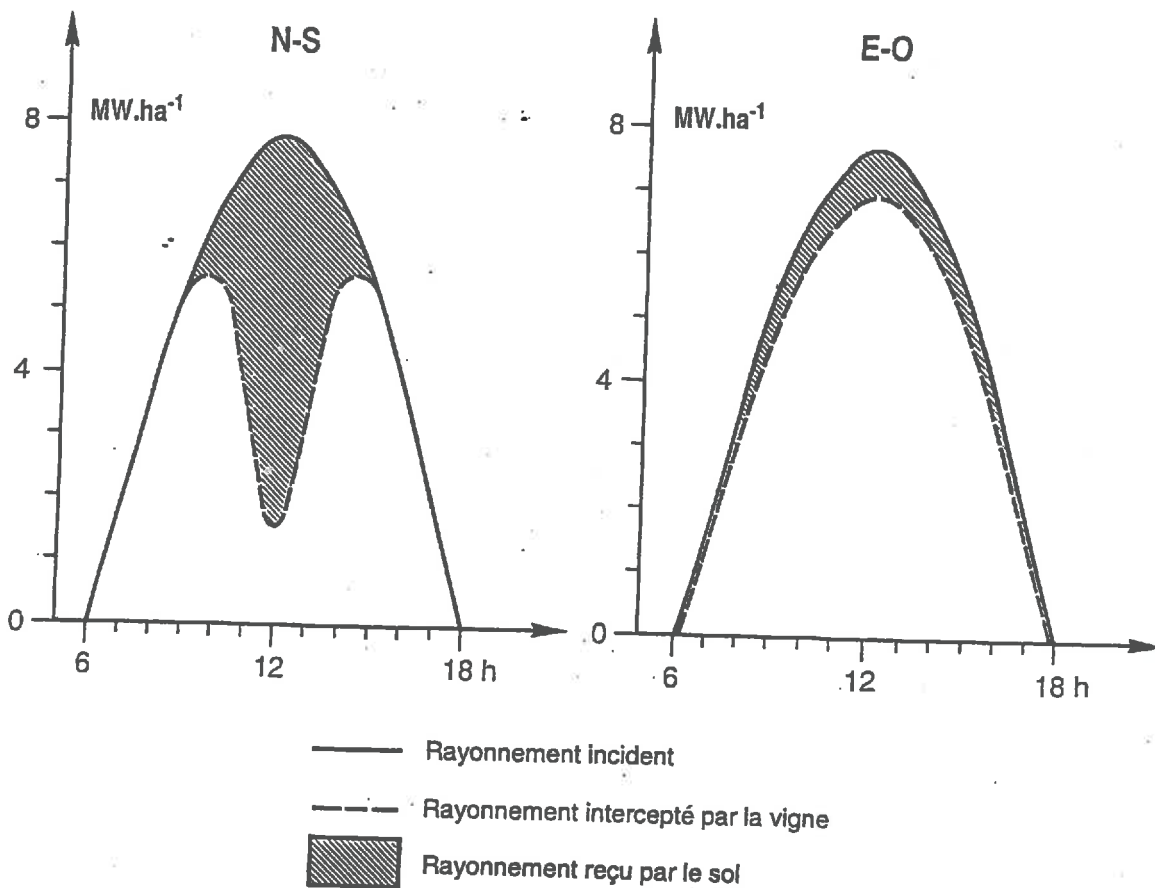 N-S
MW.ha⁻¹
8
4
0
6
12
18 h
E-O
MW.ha⁻¹
8
4
0
6
12
18 h
Rayonnement incident
Rayonnement intercepté par la vigne
Rayonnement reçu par le sol